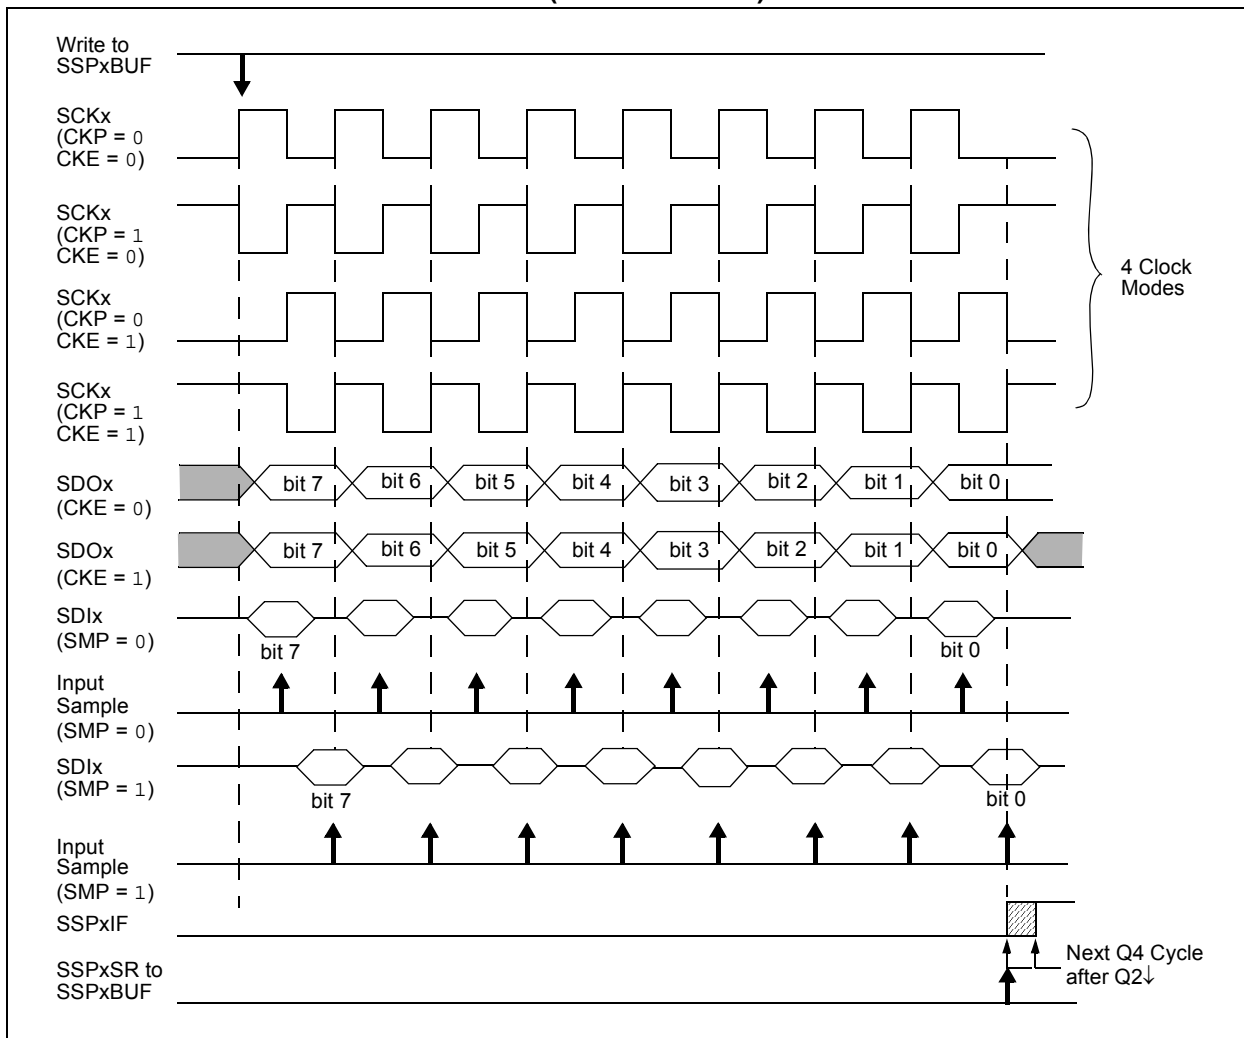 Write to
SSPxBUF
SCKx
(CKP = 0
CKE = 0)
SCKx
(CKP = 1
CKE = 0)
SCKx
(CKP = 0
CKE = 1)
SCKx
(CKP = 1
CKE = 1)
4 Clock
Modes
SDOx
(CKE = 0)
bit 7 bit 6 bit 5 bit 4 bit 3 bit 2 bit 1 bit 0
SDOx
(CKE = 1)
bit 7 bit 6 bit 5 bit 4 bit 3 bit 2 bit 1 bit 0
SDIx
(SMP = 0)
bit 7 bit 0
Input
Sample
(SMP = 0)
SDIx
(SMP = 1)
bit 7 bit 0
Input
Sample
(SMP = 1)
SSPxIF
SSPxSR to
SSPxBUF
Next Q4 Cycle
after Q2↓